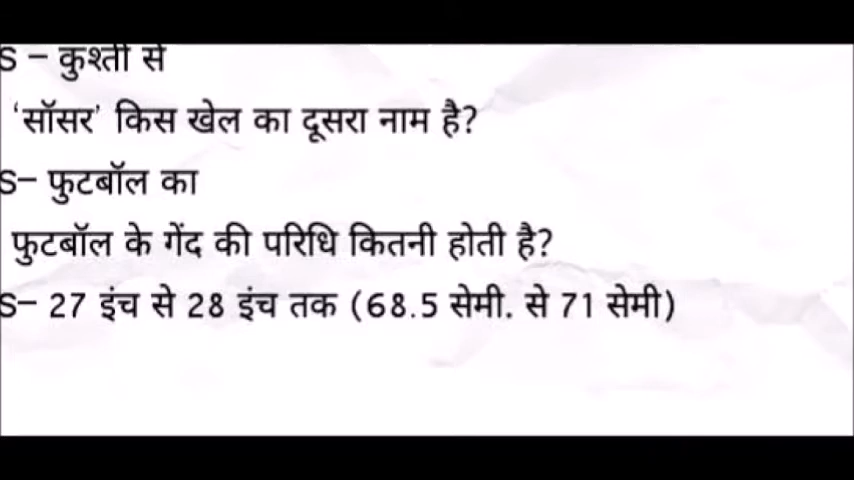 S – कुश्ती से
'सॉसर' किस खेल का दूसरा नाम है?
S– फुटबॉल का
फुटबॉल के गेंद की परिधि कितनी होती है?
S– 27 इंच से 28 इंच तक (68.5 सेमी. से 71 सेमी)